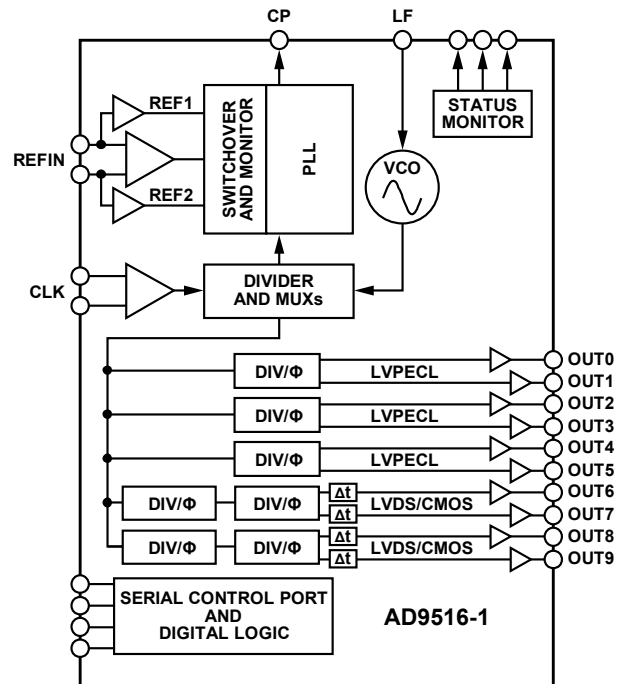 CP
LF
REF1
REFIN
REF2
SWITCHOVER
AND MONITOR
PLL
STATUS
MONITOR
VCO
CLK
DIVIDER
AND MUXs
DIV/Φ
LVPECL
OUT0
OUT1
DIV/Φ
LVPECL
OUT2
OUT3
DIV/Φ
LVPECL
OUT4
OUT5
DIV/Φ
DIV/Φ
Δt
Δt
LVDS/CMOS
OUT6
OUT7
DIV/Φ
DIV/Φ
Δt
Δt
LVDS/CMOS
OUT8
OUT9
SERIAL CONTROL PORT
AND
DIGITAL LOGIC
AD9516-1